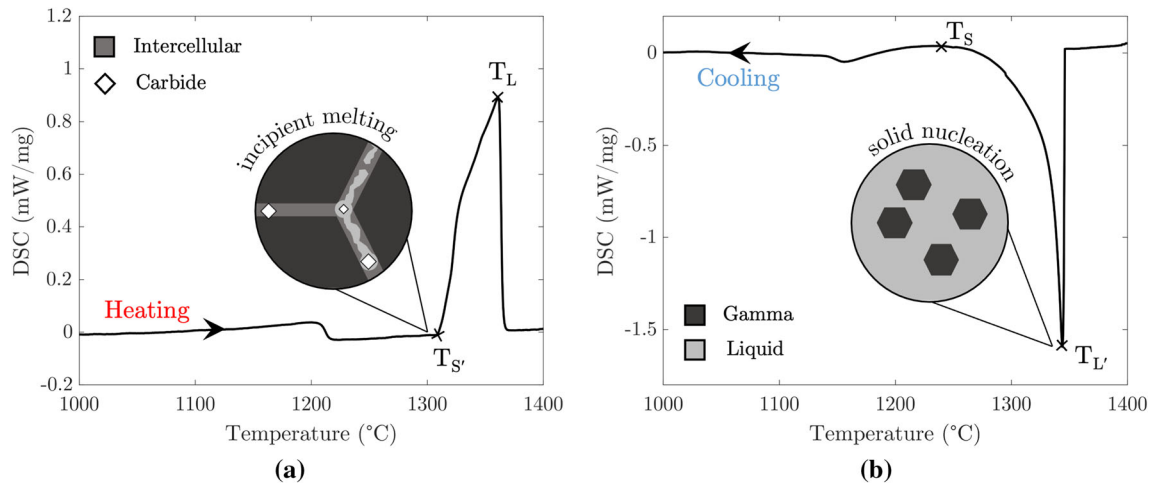 1.2
1
0.8
0.6
0.4
0.2
0
-0.2
DSC (mW/mg)
Intercellular
Carbide
incipient melting
T_L
Heating
T_S'
1000
1100
1200
1300
1400
Temperature (°C)
(a)
0
-0.5
-1
-1.5
DSC (mW/mg)
T_S
Cooling
solid nucleation
Gamma
Liquid
T_L'
1000
1100
1200
1300
1400
Temperature (°C)
(b)